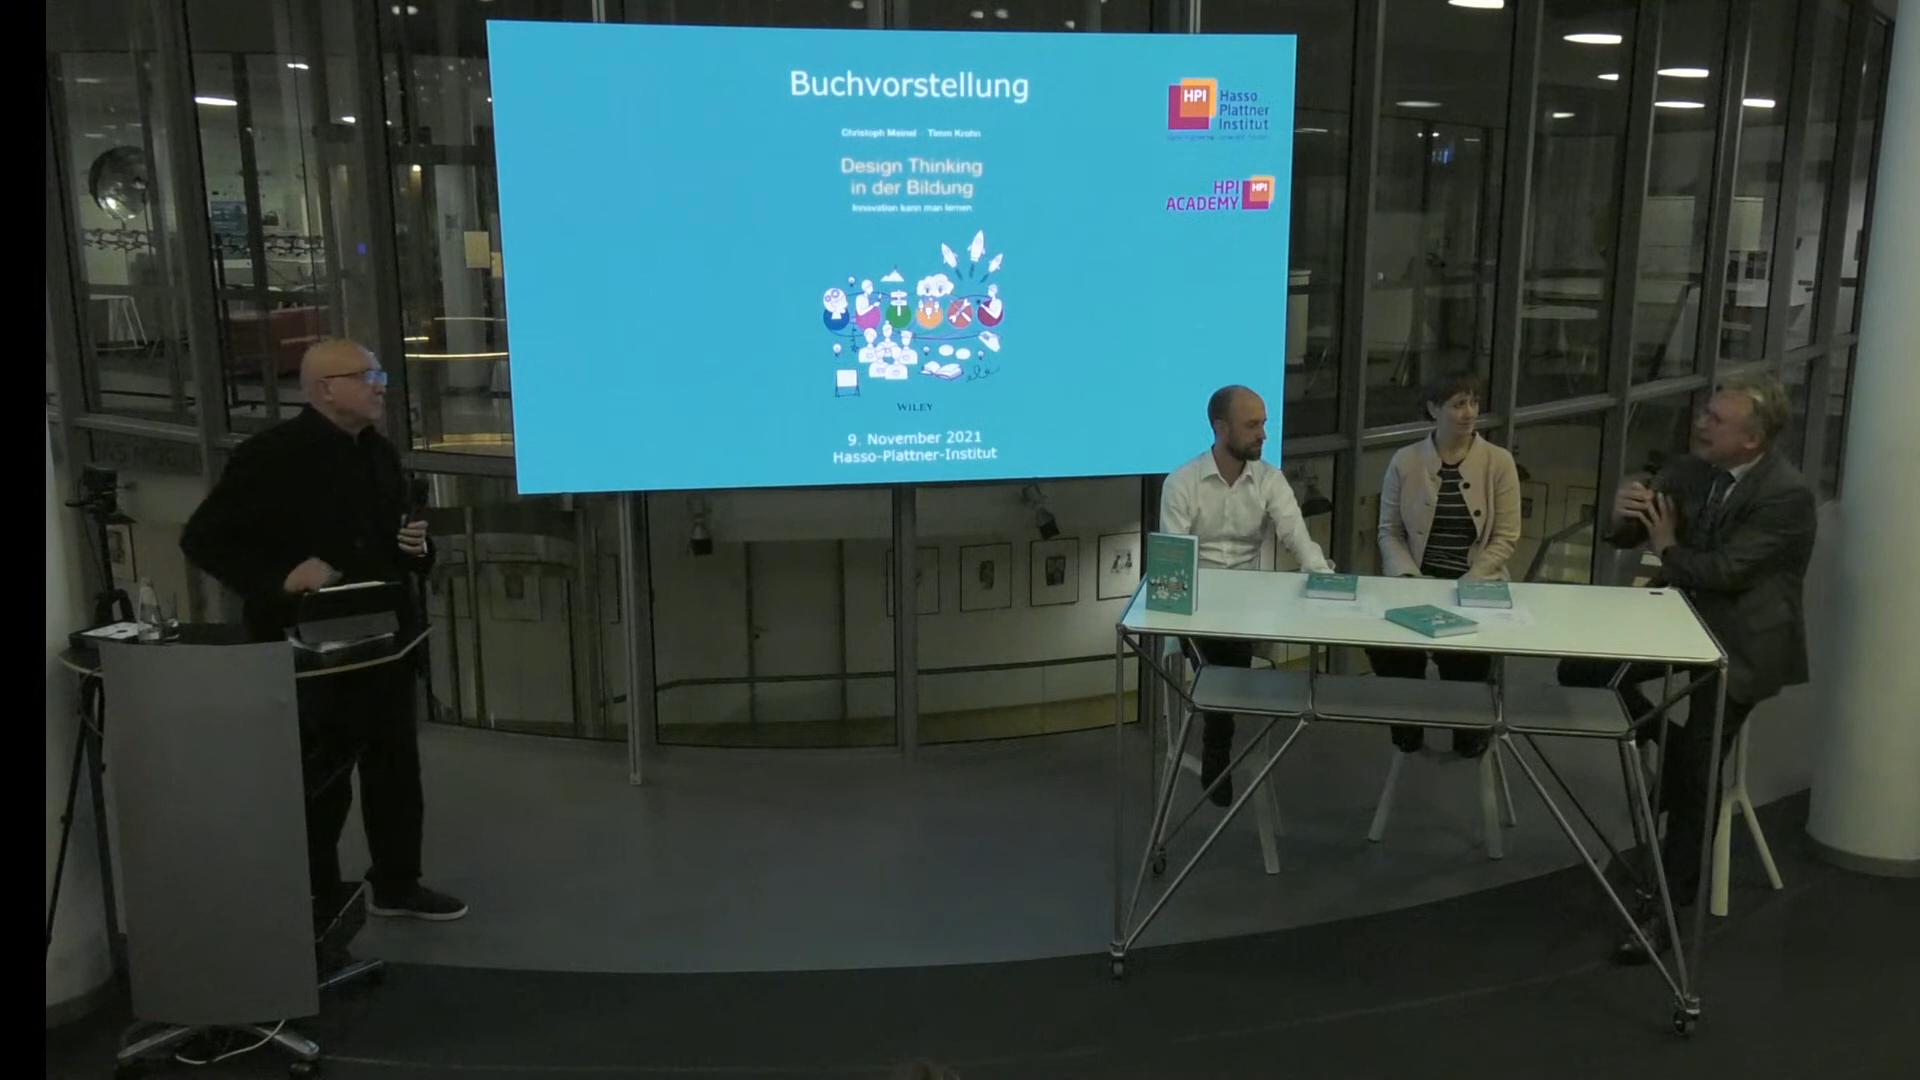 Buchvorstellung
Christoph Meinel Timm Krohn
Design Thinking
in der Bildung
Innovation kann man lernen
WILEY
9. November 2021
Hasso-Plattner-Institut
HPI
Hasso
Plattner
Institut
HPI
ACADEMY
HPI